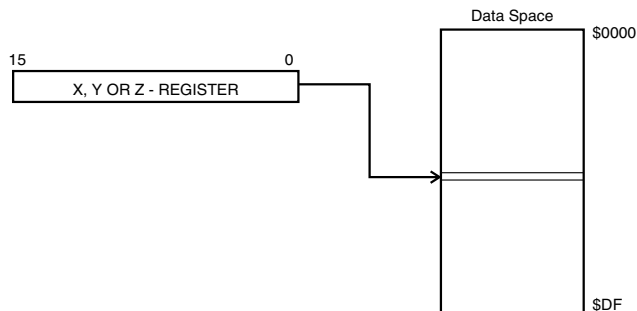 Data Space
$0000
15 0
X, Y OR Z - REGISTER
$DF